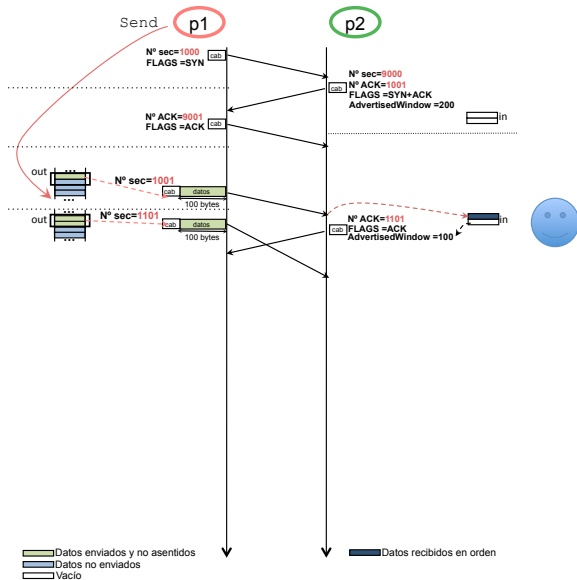 Send
p1
p2
Nº sec=1000
FLAGS =SYN
cab
Nº sec=9000
Nº ACK=1001
FLAGS = SYN+ACK
AdvertisedWindow =200
cab
in
Nº ACK=9001
FLAGS =ACK
cab
out
...
...
Nº sec=1001
cab
datos
100 bytes
out
...
...
Nº sec=1101
cab
datos
100 bytes
Nº ACK=1101
FLAGS =ACK
AdvertisedWindow =100
cab
in
Datos enviados y no asentidos
Datos no enviados
Vacío
Datos recibidos en orden